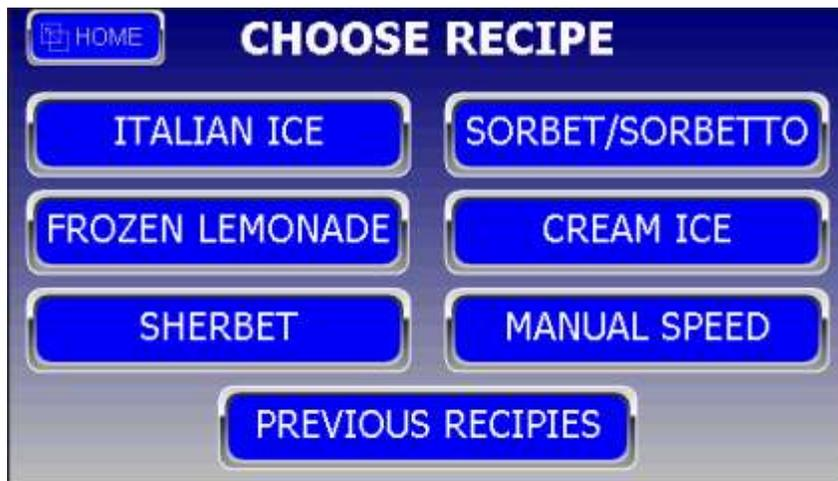 HOME
CHOOSE RECIPE
ITALIAN ICE
SORBET/SORBETTO
FROZEN LEMONADE
CREAM ICE
SHERBET
MANUAL SPEED
PREVIOUS RECIPIES